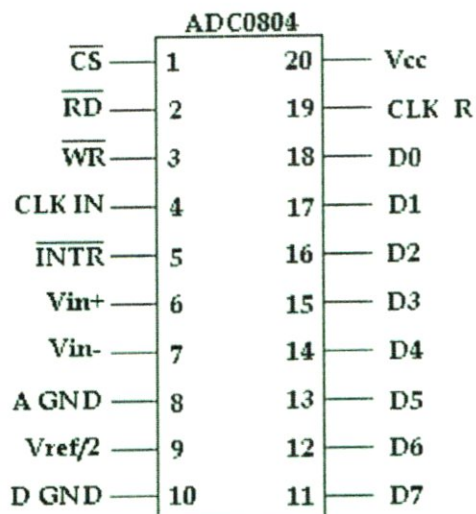 ADC0804
CS 1 20 Vcc
RD 2 19 CLK R
WR 3 18 D0
CLK IN 4 17 D1
INTR 5 16 D2
Vin+ 6 15 D3
Vin- 7 14 D4
A GND 8 13 D5
Vref/2 9 12 D6
D GND 10 11 D7